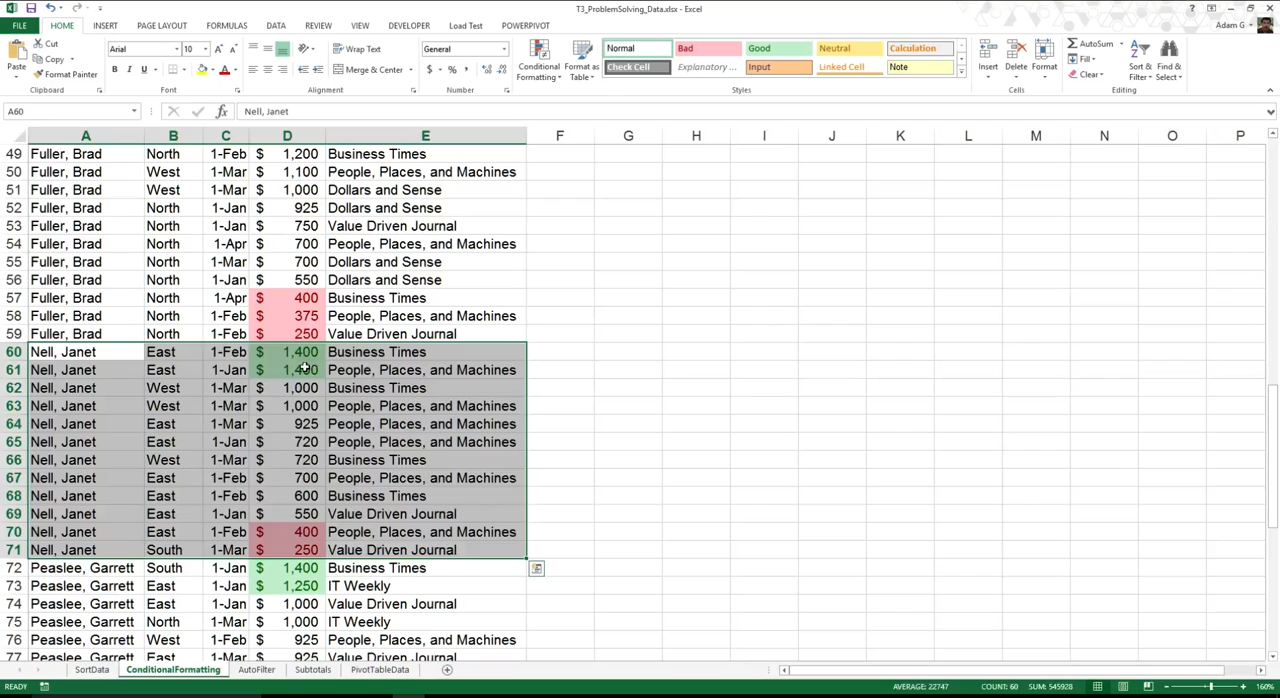 T3_ProblemSolving_Data.xlsx - Excel
FILE HOME INSERT PAGE LAYOUT FORMULAS DATA REVIEW VIEW DEVELOPER Load Test POWERPIVOT Adam G
Paste Cut Copy Format Painter Clipboard
Arial 10 B I U Font
Wrap Text Merge & Center Alignment
General $ % , Number
Conditional Formatting Format as Table
Normal Bad Good Neutral Calculation
Check Cell Explanatory ... Input Linked Cell Note
Styles
Insert Delete Format Cells
AutoSum Fill Clear Sort & Filter Find & Select Editing
A60 fx Nell, Janet
A B C D E F G H I J K L M N O P
49 Fuller, Brad North 1-Feb $ 1,200 Business Times
50 Fuller, Brad West 1-Mar $ 1,100 People, Places, and Machines
51 Fuller, Brad West 1-Mar $ 1,000 Dollars and Sense
52 Fuller, Brad North 1-Jan $ 925 Dollars and Sense
53 Fuller, Brad North 1-Jan $ 750 Value Driven Journal
54 Fuller, Brad North 1-Apr $ 700 People, Places, and Machines
55 Fuller, Brad North 1-Mar $ 700 Dollars and Sense
56 Fuller, Brad North 1-Jan $ 550 Dollars and Sense
57 Fuller, Brad North 1-Apr $ 400 Business Times
58 Fuller, Brad North 1-Feb $ 375 People, Places, and Machines
59 Fuller, Brad North 1-Feb $ 250 Value Driven Journal
60 Nell, Janet East 1-Feb $ 1,400 Business Times
61 Nell, Janet East 1-Jan $ 1,400 People, Places, and Machines
62 Nell, Janet West 1-Mar $ 1,000 Business Times
63 Nell, Janet West 1-Mar $ 1,000 People, Places, and Machines
64 Nell, Janet East 1-Mar $ 925 People, Places, and Machines
65 Nell, Janet East 1-Jan $ 720 People, Places, and Machines
66 Nell, Janet West 1-Mar $ 720 Business Times
67 Nell, Janet East 1-Feb $ 700 People, Places, and Machines
68 Nell, Janet East 1-Feb $ 600 Business Times
69 Nell, Janet East 1-Jan $ 550 Value Driven Journal
70 Nell, Janet East 1-Feb $ 400 People, Places, and Machines
71 Nell, Janet South 1-Mar $ 250 Value Driven Journal
72 Peaslee, Garrett South 1-Jan $ 1,400 Business Times
73 Peaslee, Garrett East 1-Jan $ 1,250 IT Weekly
74 Peaslee, Garrett East 1-Jan $ 1,000 Value Driven Journal
75 Peaslee, Garrett North 1-Mar $ 1,000 IT Weekly
76 Peaslee, Garrett West 1-Feb $ 925 People, Places, and Machines
77 Peaslee, Garrett East 1-Mar $ 925 Value Driven Journal
SortData ConditionalFormatting AutoFilter Subtotals PivotTableData
READY AVERAGE: 22747 COUNT: 60 SUM: 545928 160%